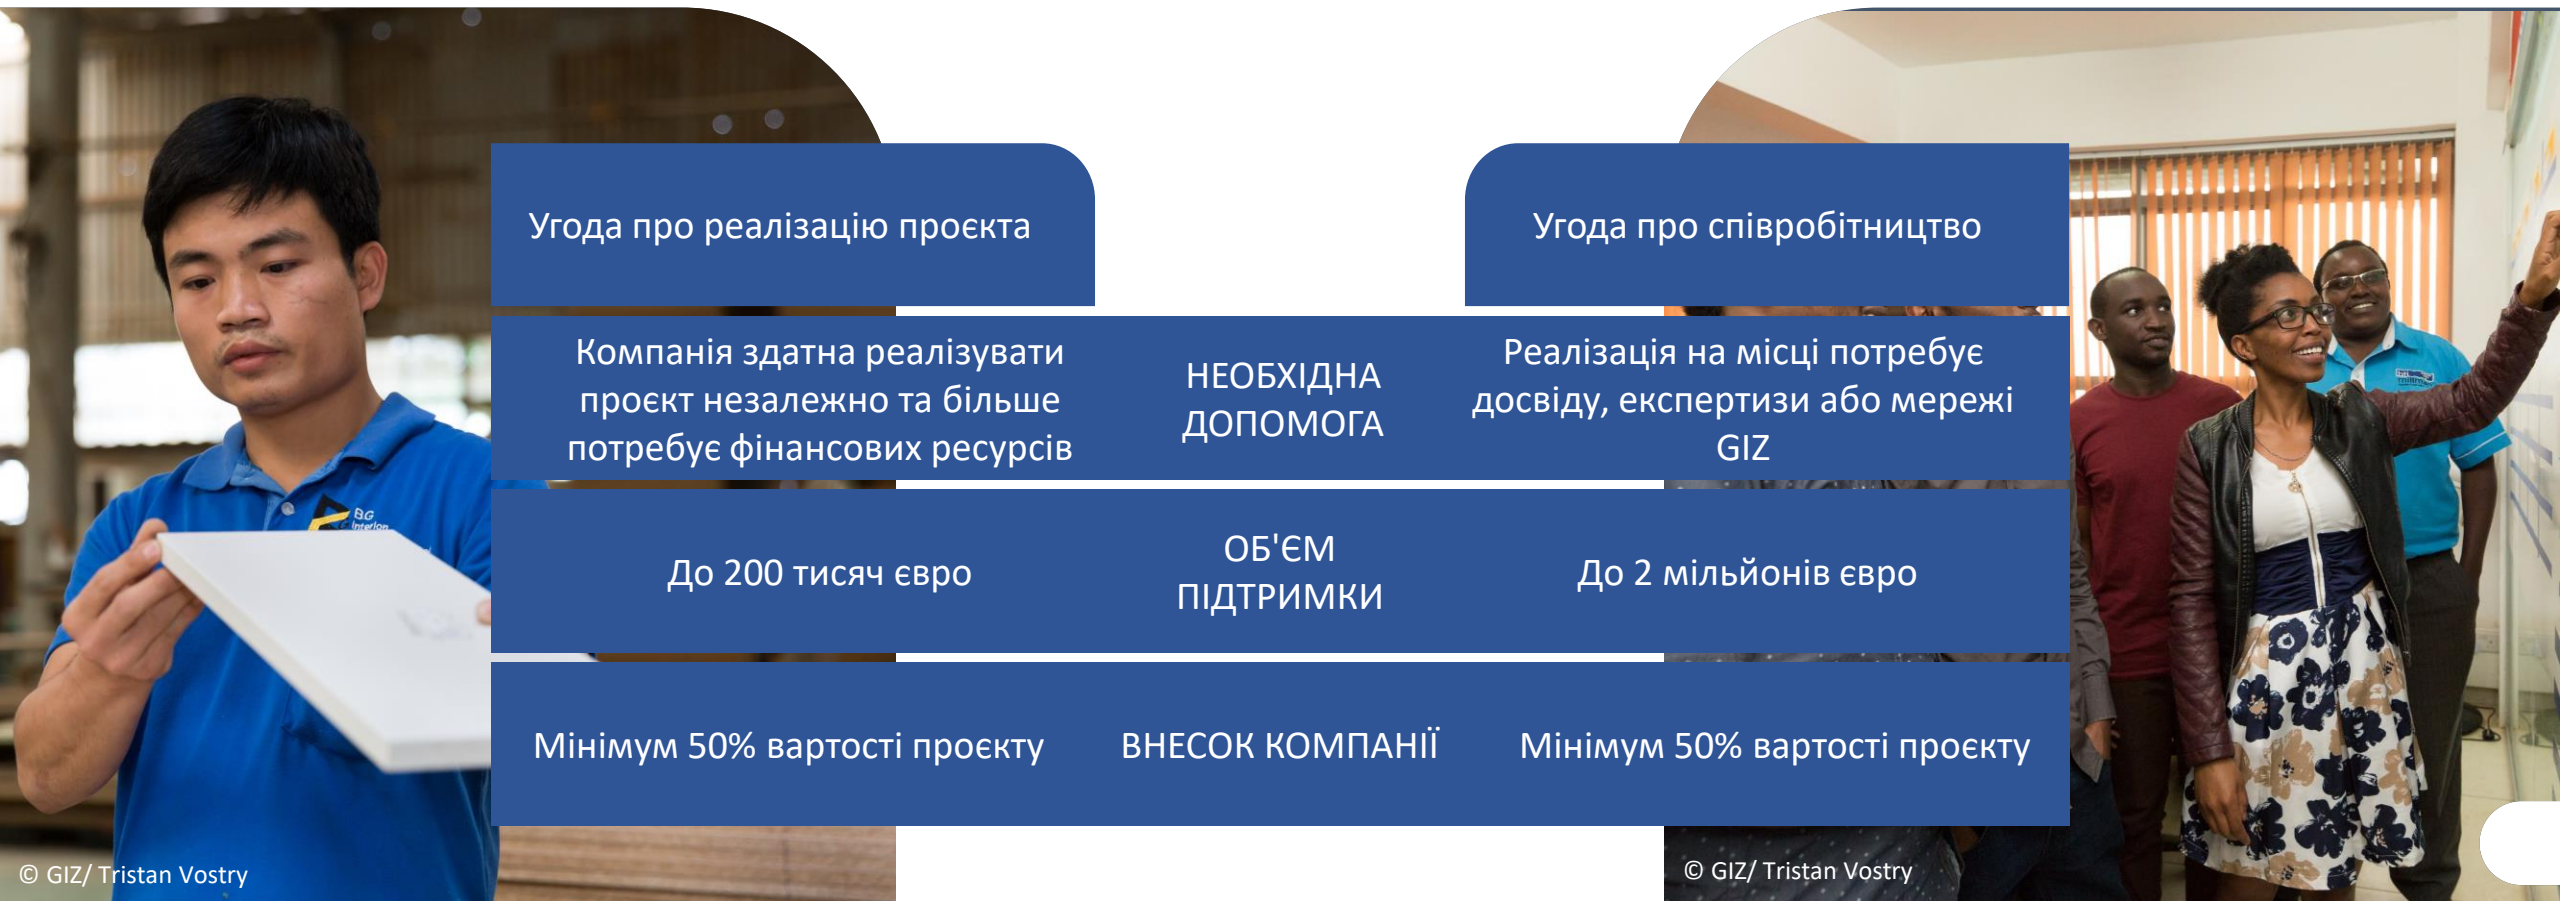 Угода про реалізацію проєкта
Угода про співробітництво
Компанія здатна реалізувати
проєкт незалежно та більше
потребує фінансових ресурсів
НЕОБХІДНА
ДОПОМОГА
Реалізація на місці потребує
досвіду, експертизи або мережі
GIZ
До 200 тисяч євро
ОБ'ЄМ
ПІДТРИМКИ
До 2 мільйонів євро
Мінімум 50% вартості проєкту
ВНЕСОК КОМПАНІЇ
Мінімум 50% вартості проєкту
BG
Interior
© GIZ/ Tristan Vostry
© GIZ/ Tristan Vostry